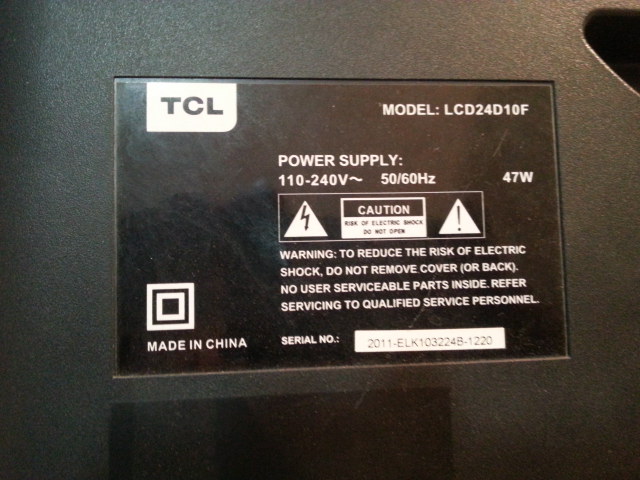 TCL
MODEL: LCD24D10F
POWER SUPPLY:
110-240V～ 50/60Hz 47W
CAUTION
RISK OF ELECTRIC SHOCK
DO NOT OPEN
WARNING: TO REDUCE THE RISK OF ELECTRIC
SHOCK, DO NOT REMOVE COVER (OR BACK).
NO USER SERVICEABLE PARTS INSIDE. REFER
SERVICING TO QUALIFIED SERVICE PERSONNEL.
MADE IN CHINA
SERIAL NO.: 2011-ELK103224B-1220